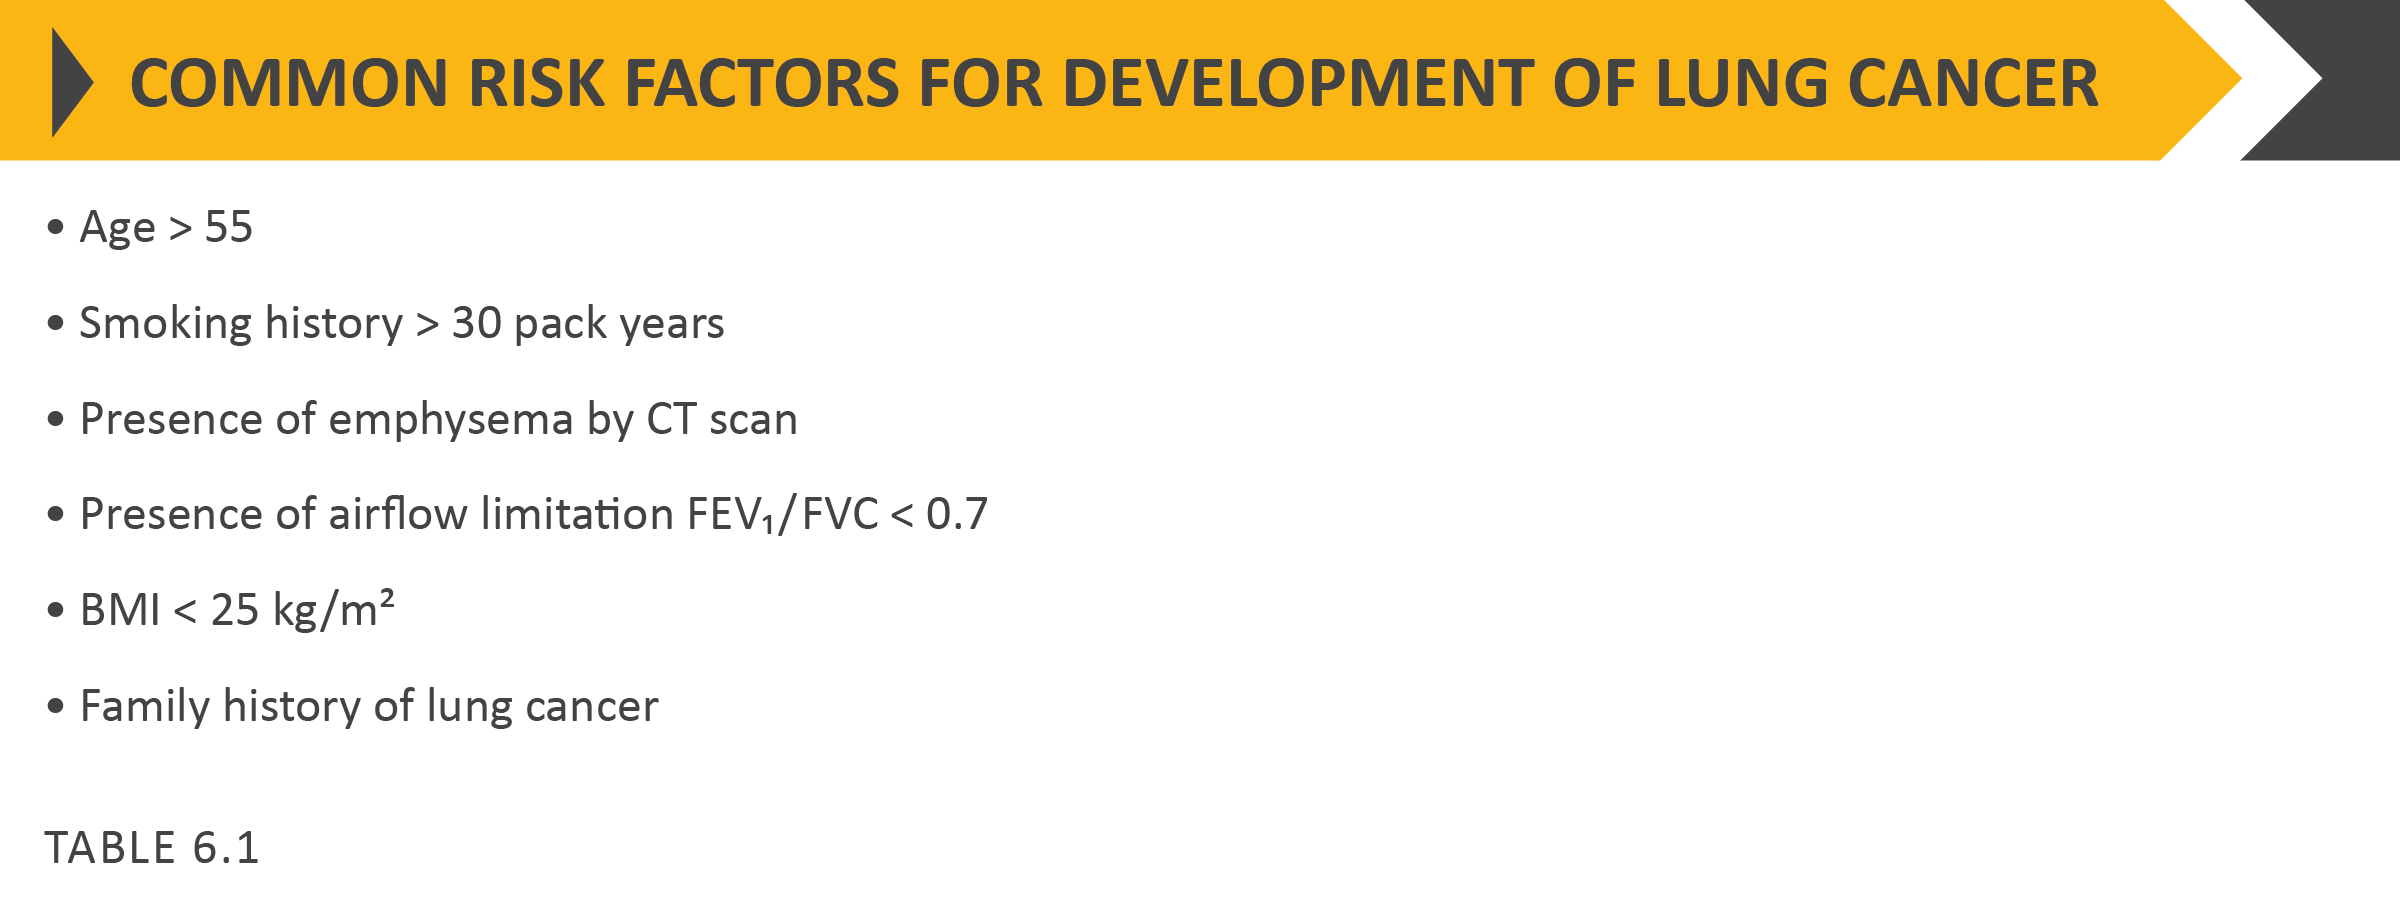 COMMON RISK FACTORS FOR DEVELOPMENT OF LUNG CANCER
• Age > 55
• Smoking history > 30 pack years
• Presence of emphysema by CT scan
• Presence of airflow limitation FEV₁/FVC < 0.7
• BMI < 25 kg/m²
• Family history of lung cancer
TABLE 6.1